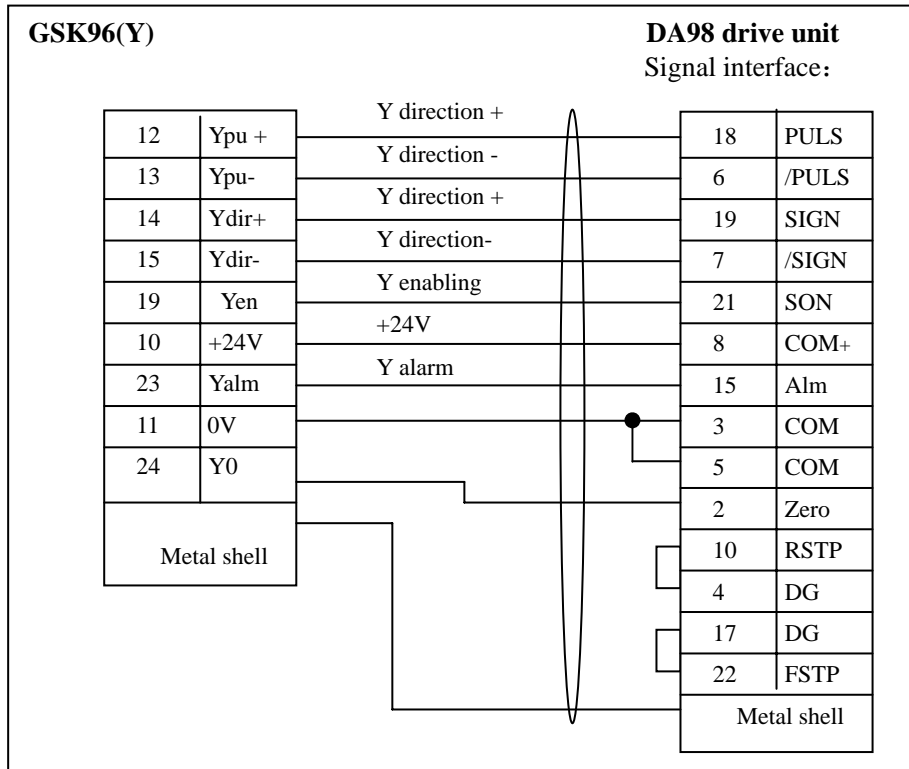 GSK96(Y)
DA98 drive unit
Signal interface：
12 Ypu +
13 Ypu-
14 Ydir+
15 Ydir-
19 Yen
10 +24V
23 Yalm
11 0V
24 Y0
Metal shell
Y direction +
Y direction -
Y direction +
Y direction-
Y enabling
+24V
Y alarm
18 PULS
6 /PULS
19 SIGN
7 /SIGN
21 SON
8 COM+
15 Alm
3 COM
5 COM
2 Zero
10 RSTP
4 DG
17 DG
22 FSTP
Metal shell